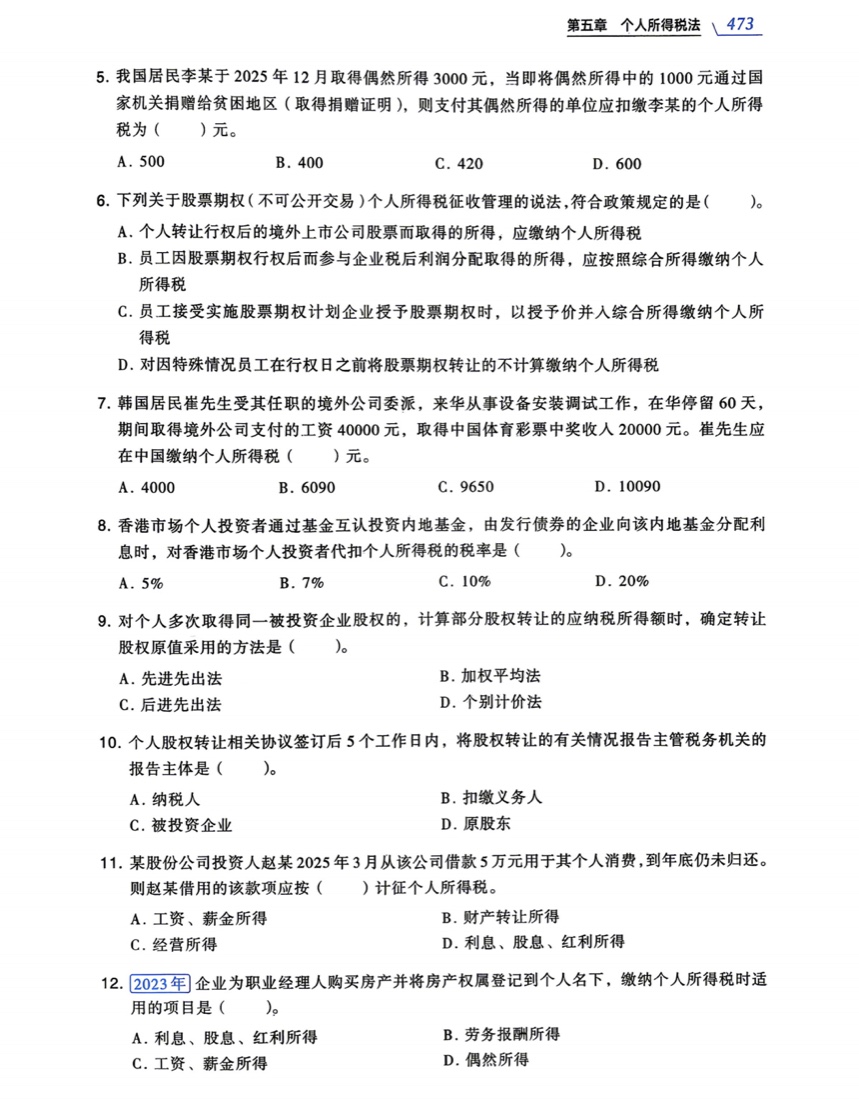 第五章 个人所得税法 473
5. 我国居民李某于 2025 年 12 月取得偶然所得 3000 元，当即将偶然所得中的 1000 元通过国
家机关捐赠给贫困地区（取得捐赠证明），则支付其偶然所得的单位应扣缴李某的个人所得
税为（ ）元。
A. 500 B. 400 C. 420 D. 600
6. 下列关于股票期权（不可公开交易）个人所得税征收管理的说法，符合政策规定的是（ ）。
A. 个人转让行权后的境外上市公司股票而取得的所得，应缴纳个人所得税
B. 员工因股票期权行权后而参与企业税后利润分配取得的所得，应按照综合所得缴纳个人
所得税
C. 员工接受实施股票期权计划企业授予股票期权时，以授予价并入综合所得缴纳个人所
得税
D. 对因特殊情况员工在行权日之前将股票期权转让的不计算缴纳个人所得税
7. 韩国居民崔先生受其任职的境外公司委派，来华从事设备安装调试工作，在华停留 60 天，
期间取得境外公司支付的工资 40000 元，取得中国体育彩票中奖收入 20000 元。崔先生应
在中国缴纳个人所得税（ ）元。
A. 4000 B. 6090 C. 9650 D. 10090
8. 香港市场个人投资者通过基金互认投资内地基金，由发行债券的企业向该内地基金分配利
息时，对香港市场个人投资者代扣个人所得税的税率是（ ）。
A. 5% B. 7% C. 10% D. 20%
9. 对个人多次取得同一被投资企业股权的，计算部分股权转让的应纳税所得额时，确定转让
股权原值采用的方法是（ ）。
A. 先进先出法 B. 加权平均法
C. 后进先出法 D. 个别计价法
10. 个人股权转让相关协议签订后 5 个工作日内，将股权转让的有关情况报告主管税务机关的
报告主体是（ ）。
A. 纳税人 B. 扣缴义务人
C. 被投资企业 D. 原股东
11. 某股份公司投资人赵某 2025 年 3 月从该公司借款 5 万元用于其个人消费，到年底仍未归还。
则赵某借用的该款项应按（ ）计征个人所得税。
A. 工资、薪金所得 B. 财产转让所得
C. 经营所得 D. 利息、股息、红利所得
12. 2023年 企业为职业经理人购买房产并将房产权属登记到个人名下，缴纳个人所得税时适
用的项目是（ ）。
A. 利息、股息、红利所得 B. 劳务报酬所得
C. 工资、薪金所得 D. 偶然所得